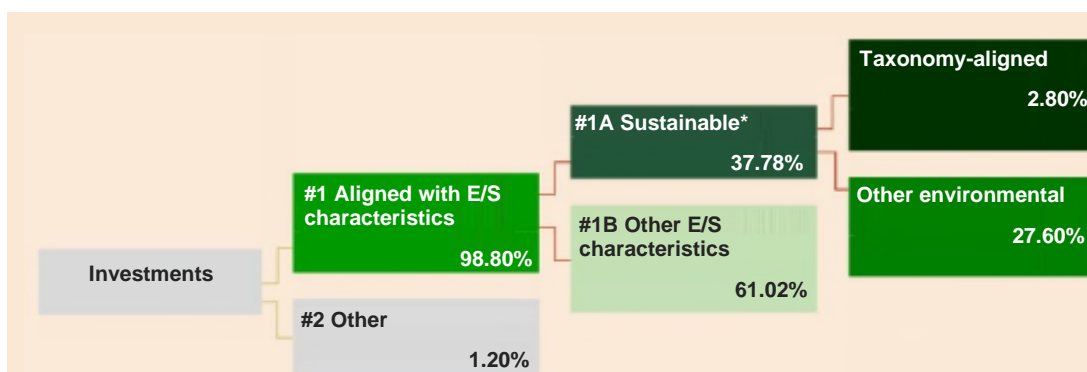 Investments
#1 Aligned with E/S
characteristics
98.80%
#2 Other
1.20%
#1A Sustainable*
37.78%
#1B Other E/S
characteristics
61.02%
Taxonomy-aligned
2.80%
Other environmental
27.60%